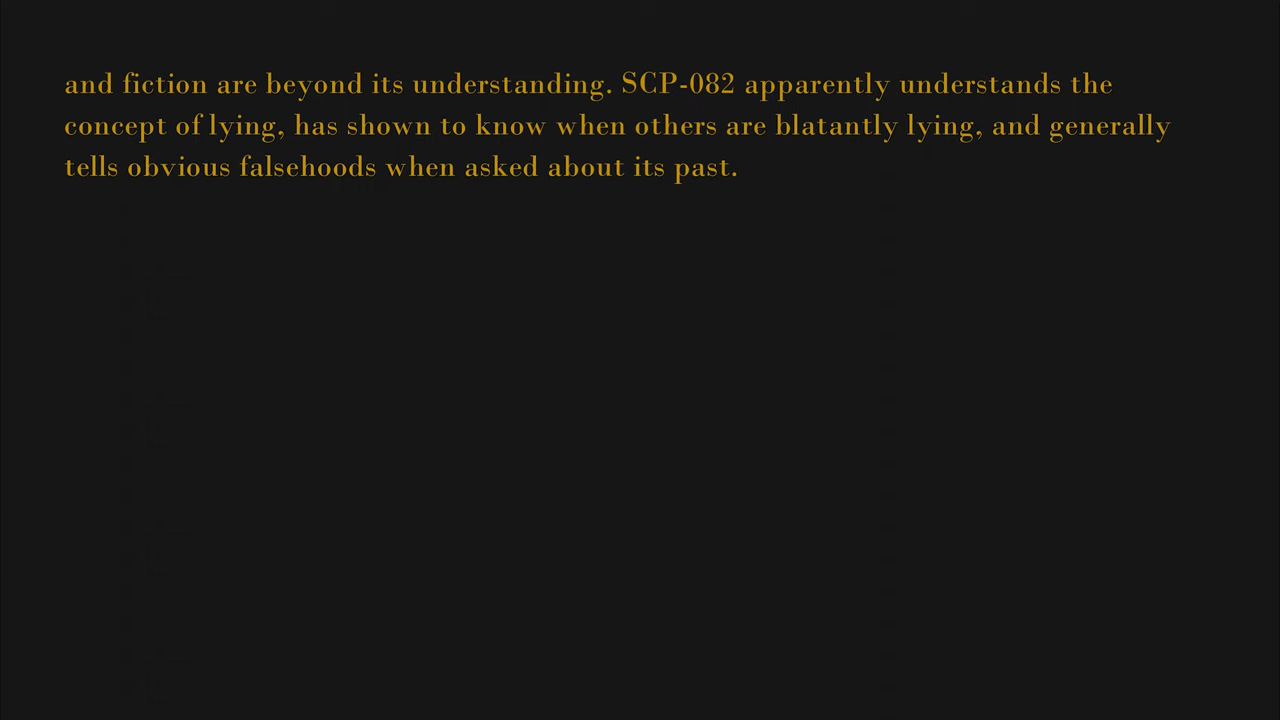 and fiction are beyond its understanding. SCP-082 apparently understands the
concept of lying, has shown to know when others are blatantly lying, and generally
tells obvious falsehoods when asked about its past.